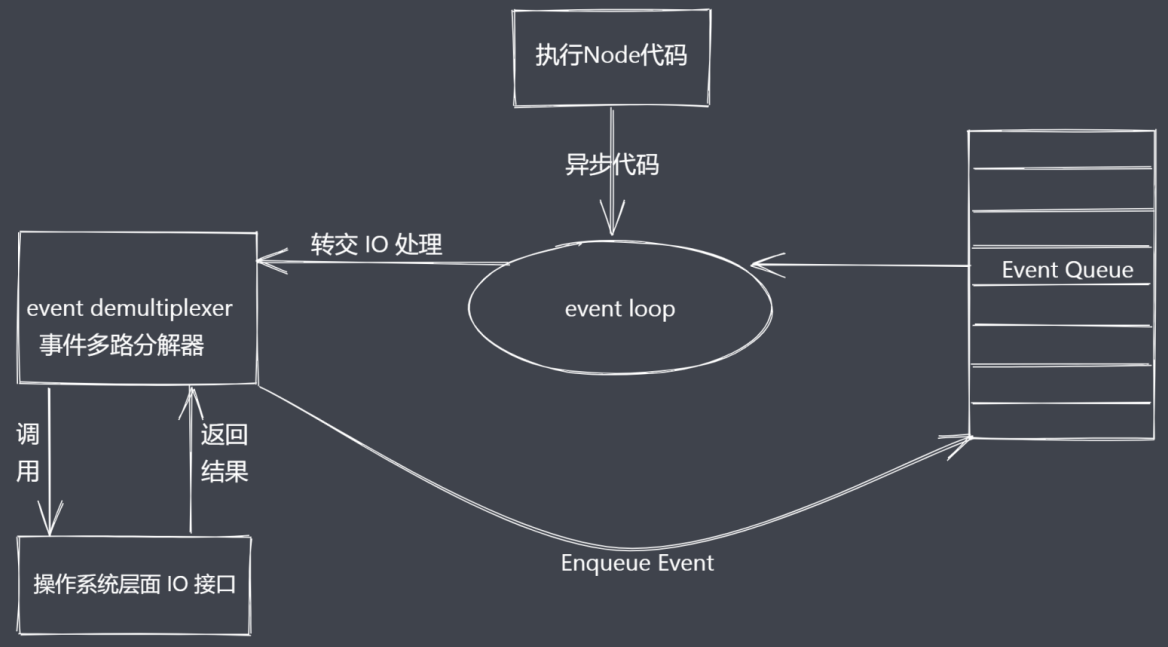 执行Node代码
异步代码
转交 IO 处理
Event Queue
event demultiplexer
事件多路分解器
event loop
调
用
返回
结果
Enqueue Event
操作系统层面 IO 接口